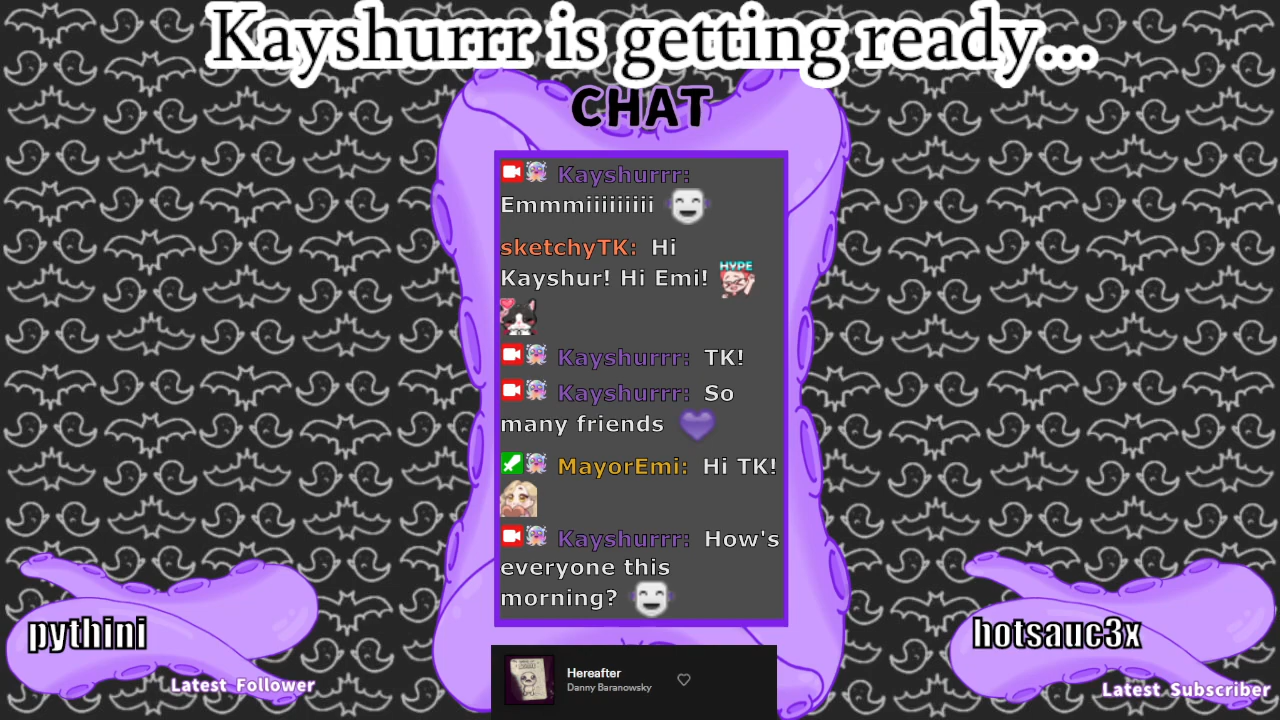 Kayshurrr is getting ready...
CHAT
Kayshurrr:
Emmmiiiiiiiii
sketchyTK: Hi
Kayshur! Hi Emi! HYPE
Kayshurrr: TK!
Kayshurrr: So
many friends
MayorEmi: Hi TK!
Kayshurrr: How's
everyone this
morning?
pythini
Latest Follower
hotsauc3x
Latest Subscriber
Hereafter
Danny Baranowsky